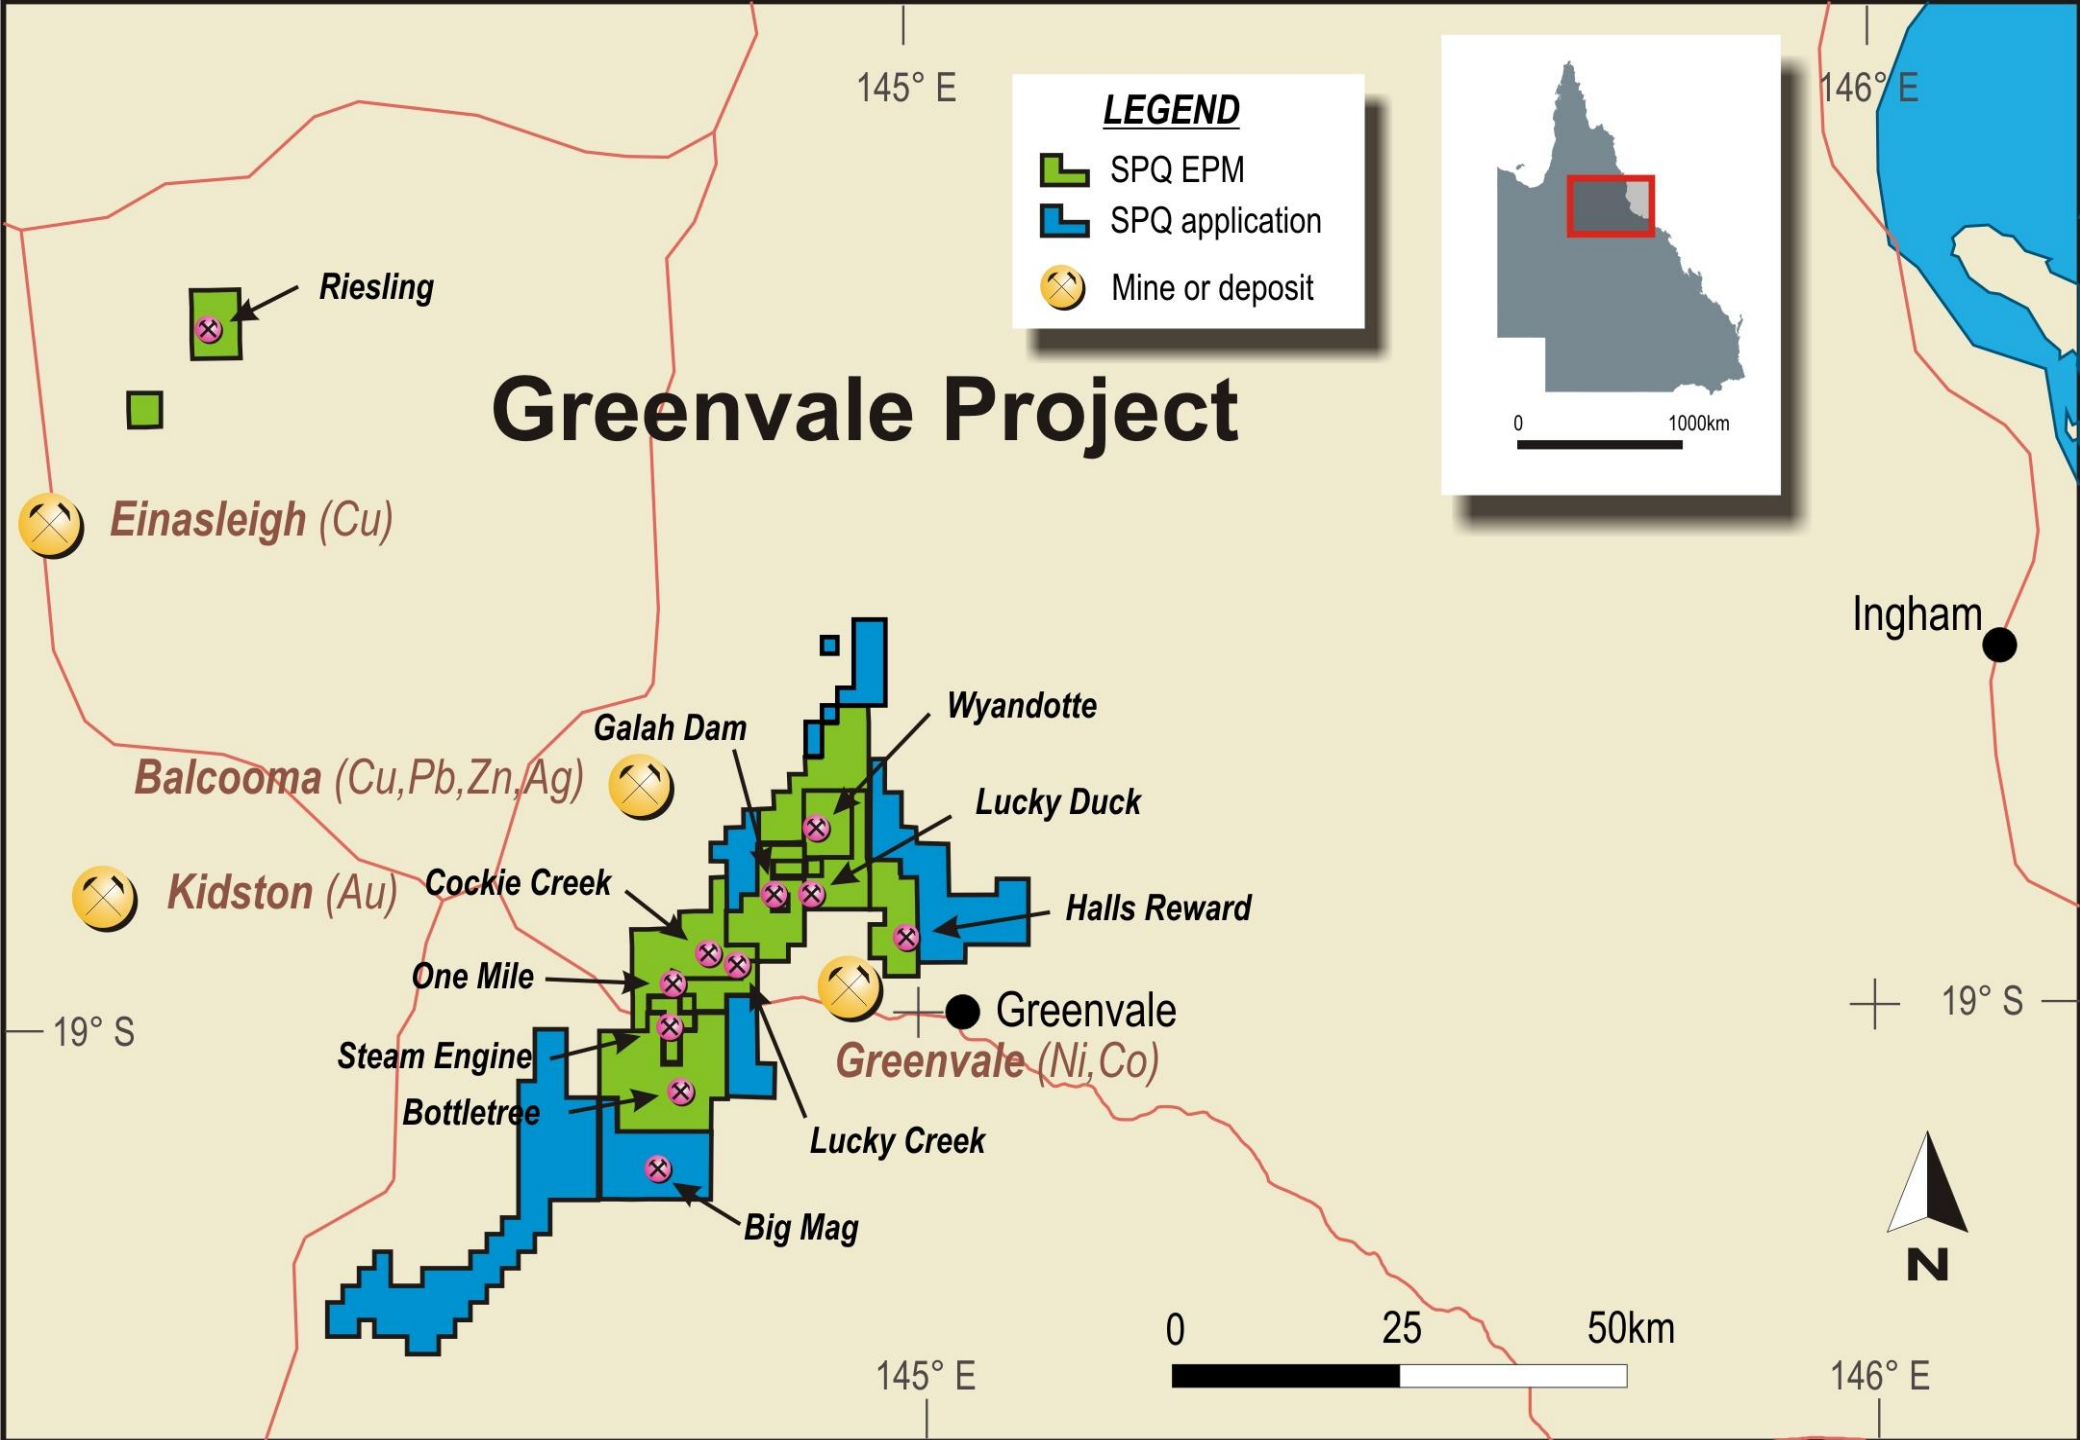 145° E
146° E
LEGEND
SPQ EPM
SPQ application
Mine or deposit
Riesling
Greenvale Project
0 1000km
Einasleigh (Cu)
Ingham
Wyandotte
Galah Dam
Balcooma (Cu,Pb,Zn,Ag)
Lucky Duck
Kidston (Au)
Cockie Creek
Halls Reward
One Mile
Greenvale
19° S
19° S
Steam Engine
Greenvale (Ni,Co)
Bottletree
Lucky Creek
Big Mag
N
0 25 50km
145° E
146° E